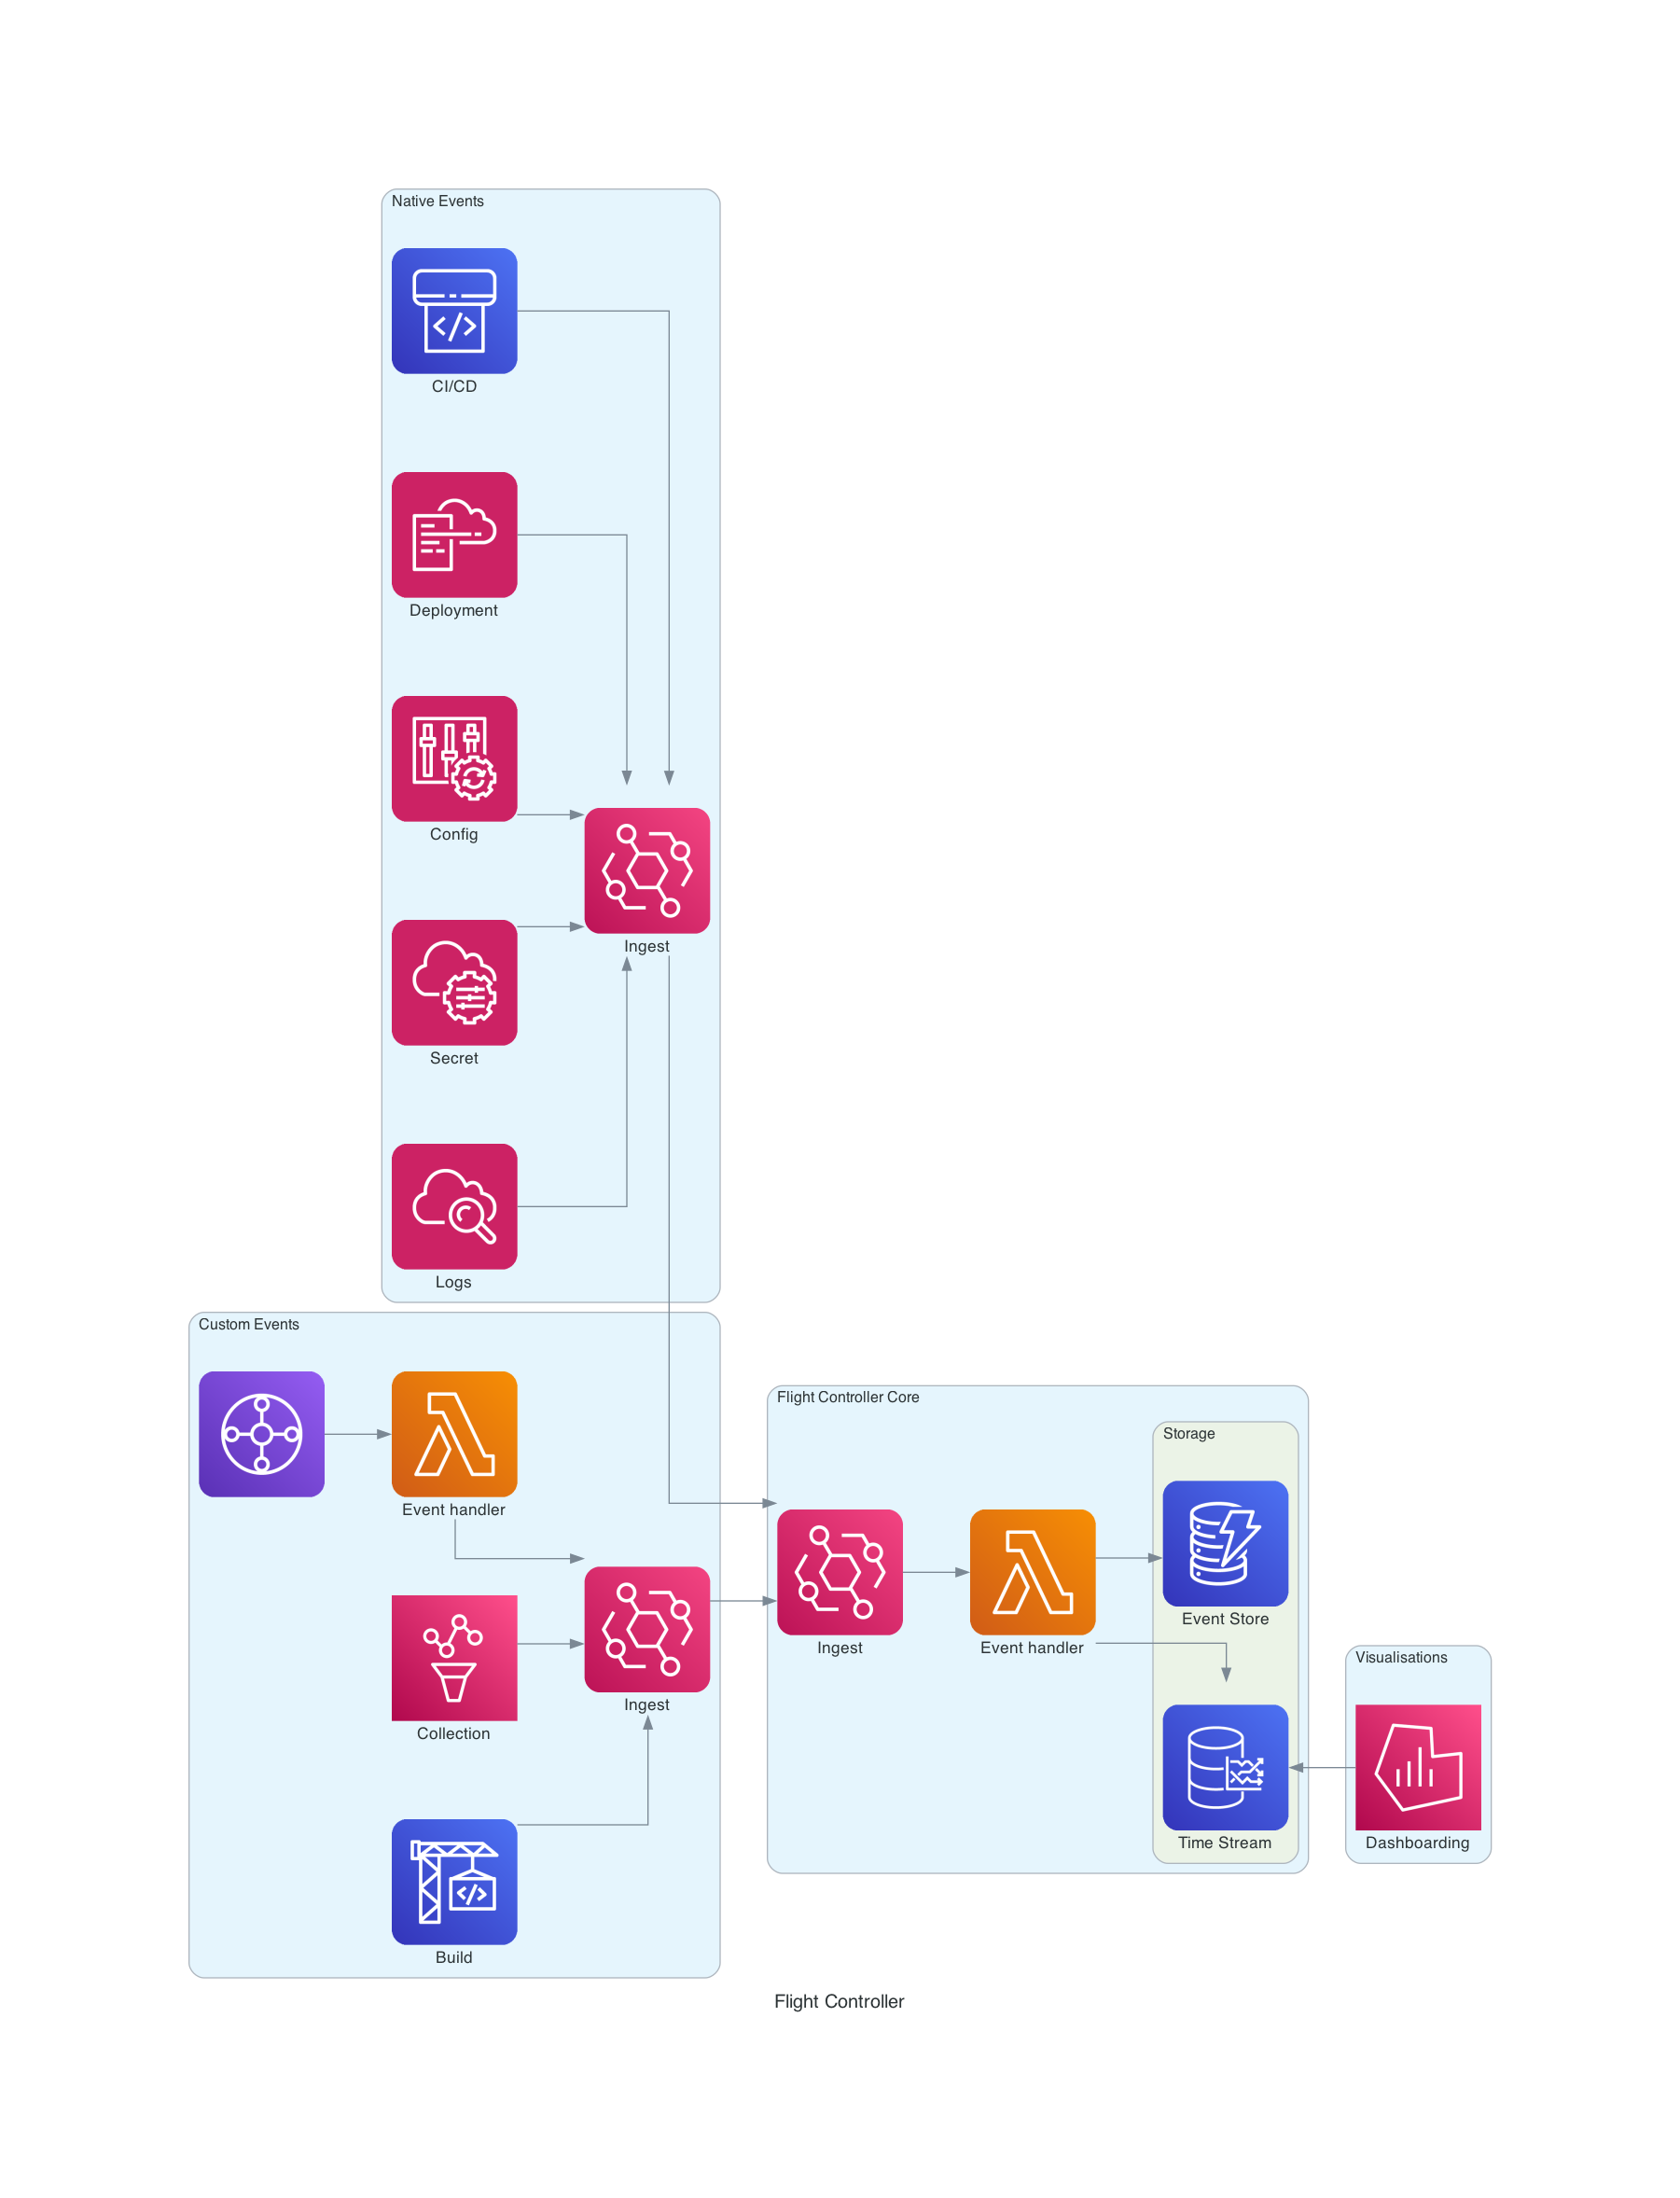 Native Events
CI/CD
Deployment
Config
Secret
Ingest
Logs
Custom Events
Event handler
Collection
Ingest
Build
Flight Controller Core
Ingest
Event handler
Storage
Event Store
Time Stream
Visualisations
Dashboarding
Flight Controller